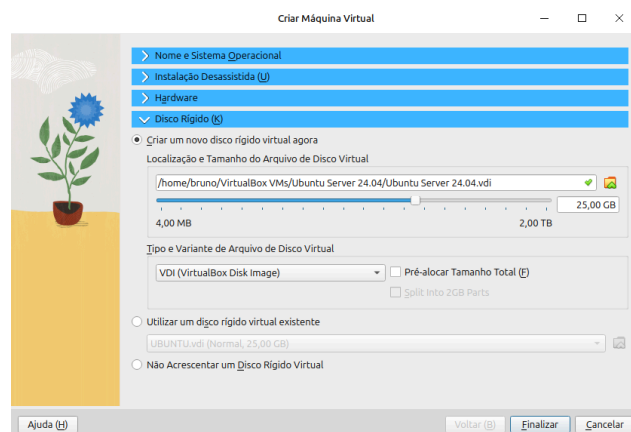 Criar Máquina Virtual
Nome e Sistema Operacional
Instalação Desassistida (U)
Hardware
Disco Rígido (K)
Criar um novo disco rígido virtual agora
Localização e Tamanho do Arquivo de Disco Virtual
/home/bruno/VirtualBox VMs/Ubuntu Server 24.04/Ubuntu Server 24.04.vdi
25,00 GB
4,00 MB 2,00 TB
Tipo e Variante de Arquivo de Disco Virtual
VDI (VirtualBox Disk Image) Pré-alocar Tamanho Total (F)
Split Into 2GB Parts
Utilizar um disco rígido virtual existente
UBUNTU.vdi (Normal, 25,00 GB)
Não Acrescentar um Disco Rígido Virtual
Ajuda (H) Voltar (B) Finalizar Cancelar